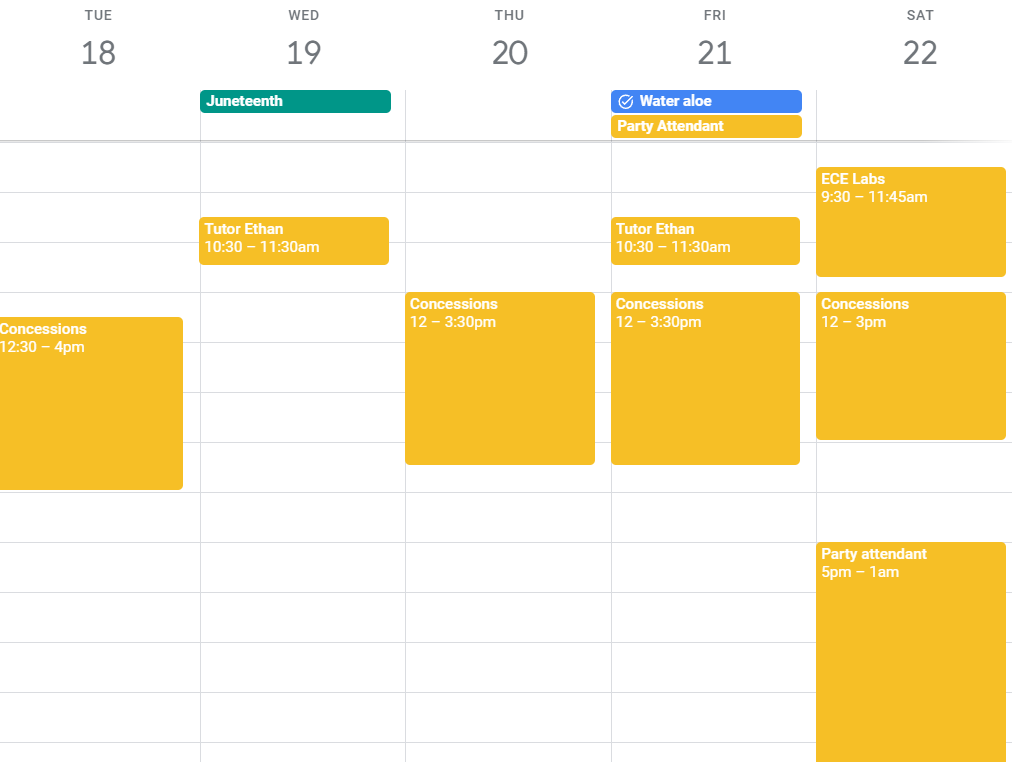 TUE
WED
THU
FRI
SAT
18
19
20
21
22
Juneteenth
Water aloe
Party Attendant
ECE Labs
9:30 – 11:45am
Tutor Ethan
10:30 – 11:30am
Tutor Ethan
10:30 – 11:30am
Concessions
12 – 3:30pm
Concessions
12 – 3:30pm
Concessions
12 – 3pm
Concessions
12:30 – 4pm
Party attendant
5pm – 1am